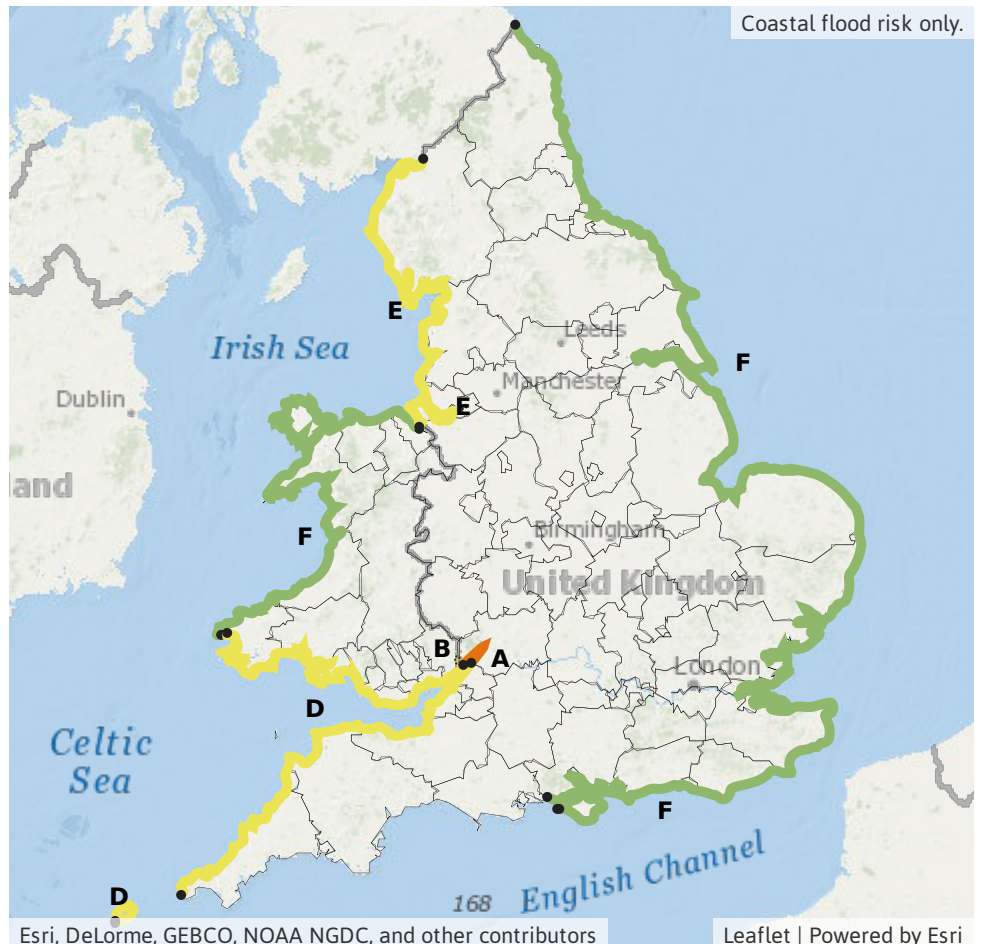 Coastal flood risk only.
E
Leeds
Irish Sea
F
Manchester
Dublin
E
land
F
Birmingham
United Kingdom
B
A
London
D
Celtic
Sea
F
English Channel
D
168
Esri, DeLorme, GEBCO, NOAA NGDC, and other contributors
Leaflet | Powered by Esri